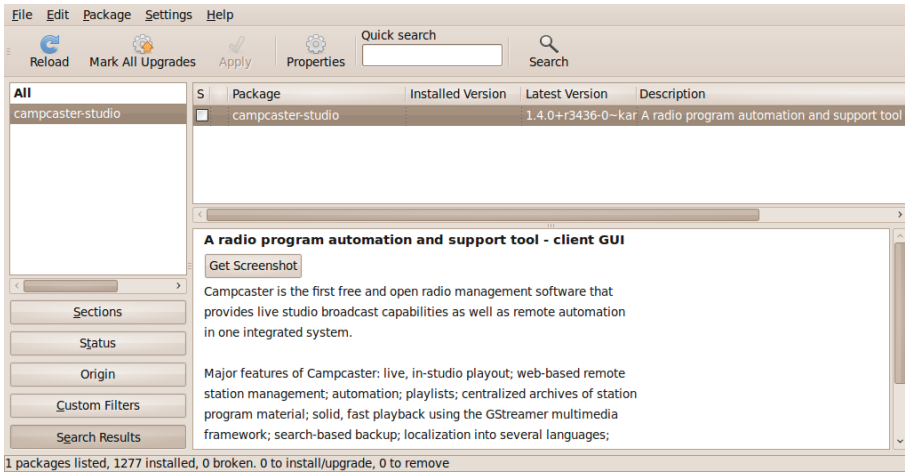 File Edit Package Settings Help
Quick search
Reload Mark All Upgrades Apply Properties Search
All
campcaster-studio
S Package Installed Version Latest Version Description
campcaster-studio 1.4.0+r3436-0~kar A radio program automation and support tool
A radio program automation and support tool - client GUI
Get Screenshot
Campcaster is the first free and open radio management software that
provides live studio broadcast capabilities as well as remote automation
in one integrated system.
Major features of Campcaster: live, in-studio playout; web-based remote
station management; automation; playlists; centralized archives of station
program material; solid, fast playback using the GStreamer multimedia
framework; search-based backup; localization into several languages;
Sections
Status
Origin
Custom Filters
Search Results
1 packages listed, 1277 installed, 0 broken. 0 to install/upgrade, 0 to remove